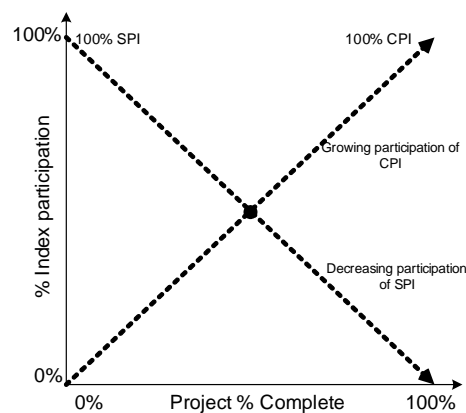 100%
100% SPI
100% CPI
% Index participation
Growing participation of
CPI
Decreasing participation
of SPI
0%
0%
Project % Complete
100%